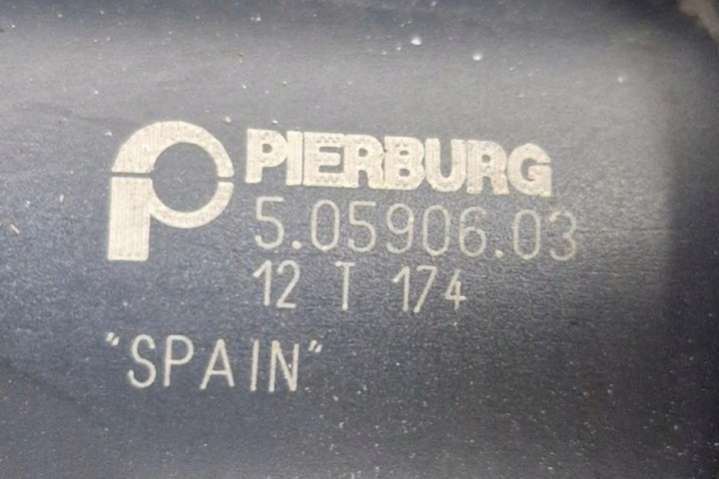 PIERBURG
5.05906.03
12 T 174
"SPAIN"